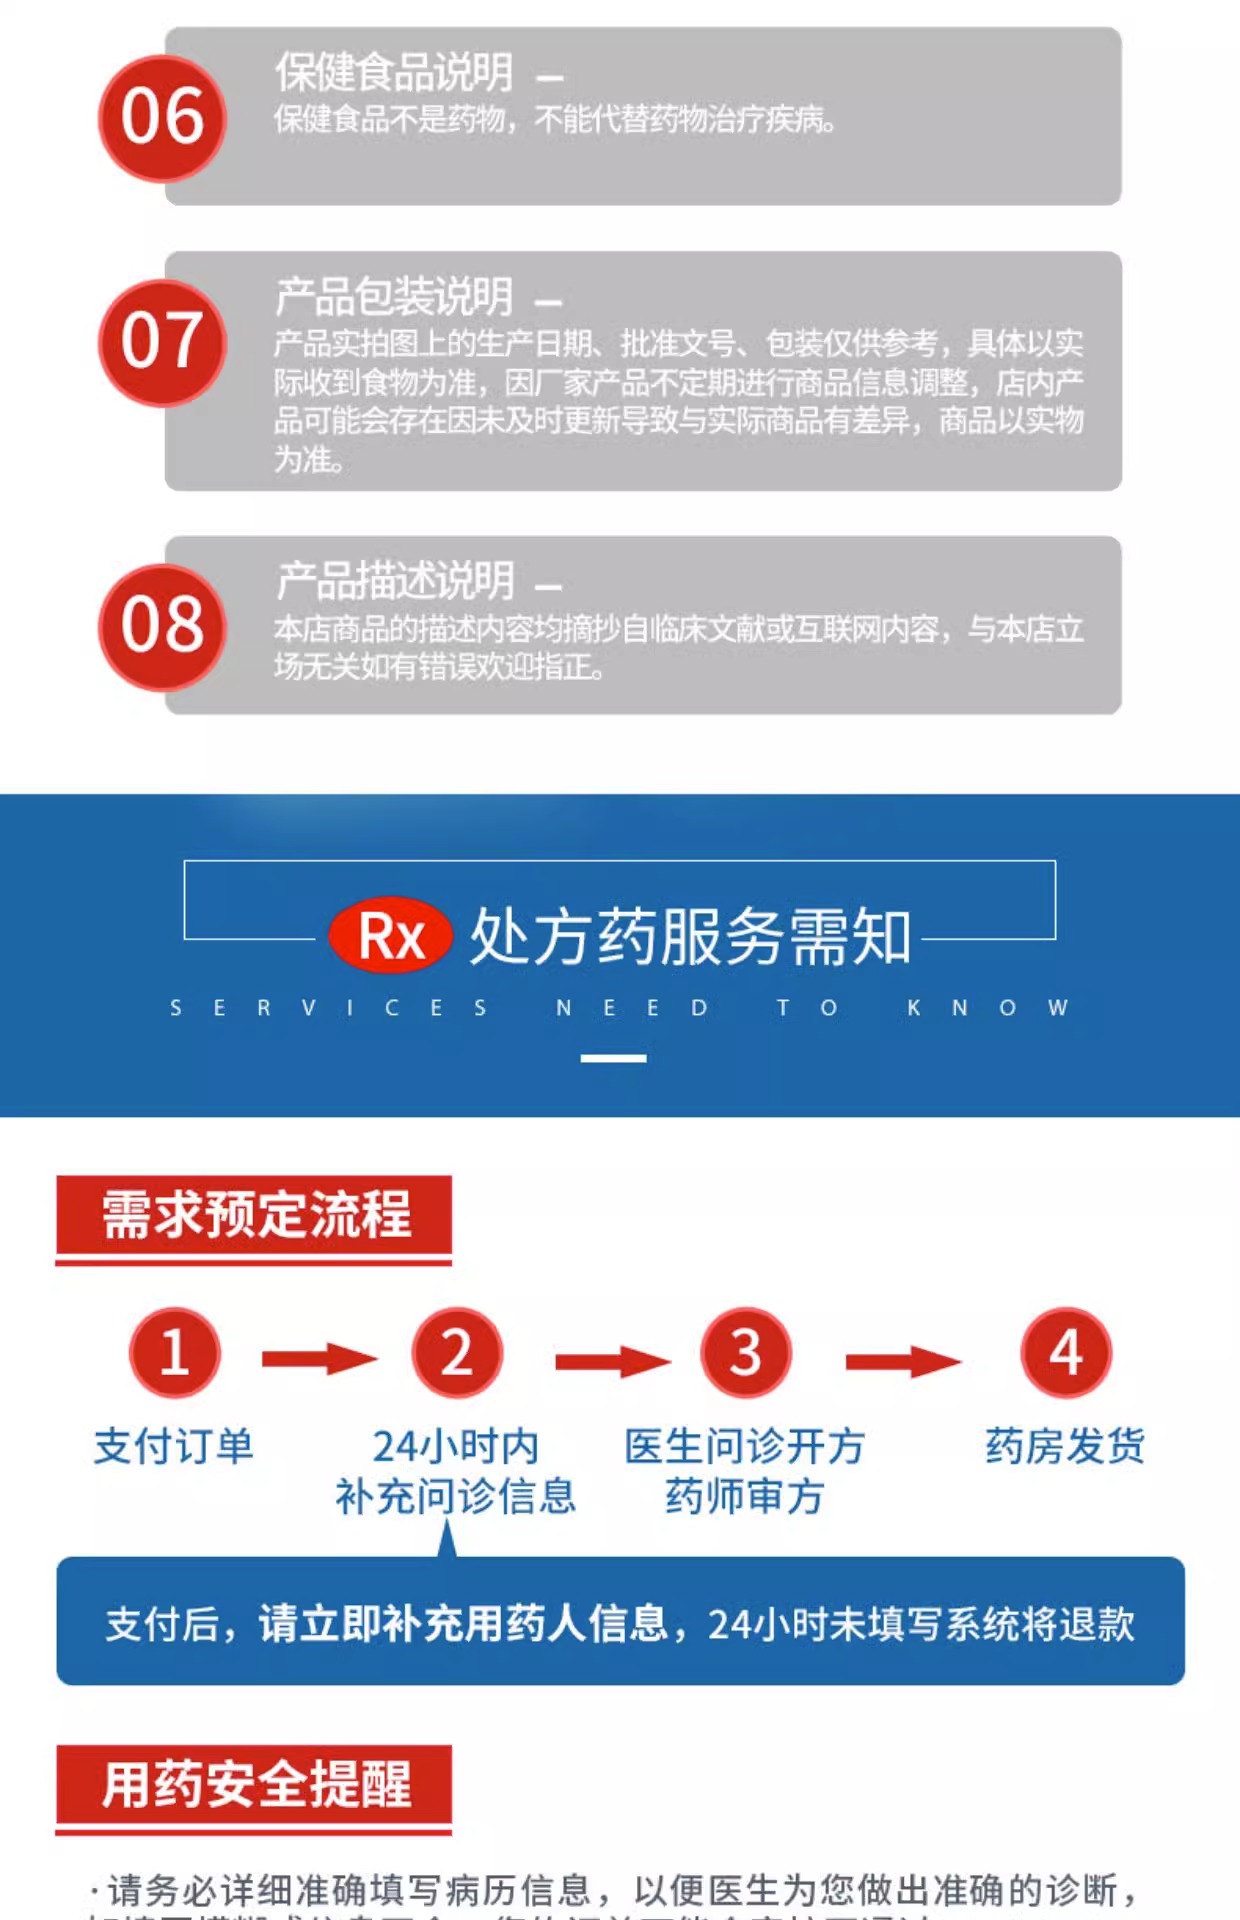 06
保健食品说明
保健食品不是药物，不能代替药物治疗疾病。
07
产品包装说明
产品实拍图上的生产日期、批准文号、包装仅供参考，具体以实
际收到食物为准，因厂家产品不定期进行商品信息调整，店内产
品可能会存在因未及时更新导致与实际商品有差异，商品以实物
为准。
08
产品描述说明
本店商品的描述内容均摘抄自临床文献或互联网内容，与本店立
场无关如有错误欢迎指正。
Rx 处方药服务需知
SERVICES NEED TO KNOW
需求预定流程
1 2 3 4
支付订单 24小时内 医生问诊开方 药房发货
补充问诊信息 药师审方
支付后，请立即补充用药人信息，24小时未填写系统将退款
用药安全提醒
·请务必详细准确填写病历信息，以便医生为您做出准确的诊断，